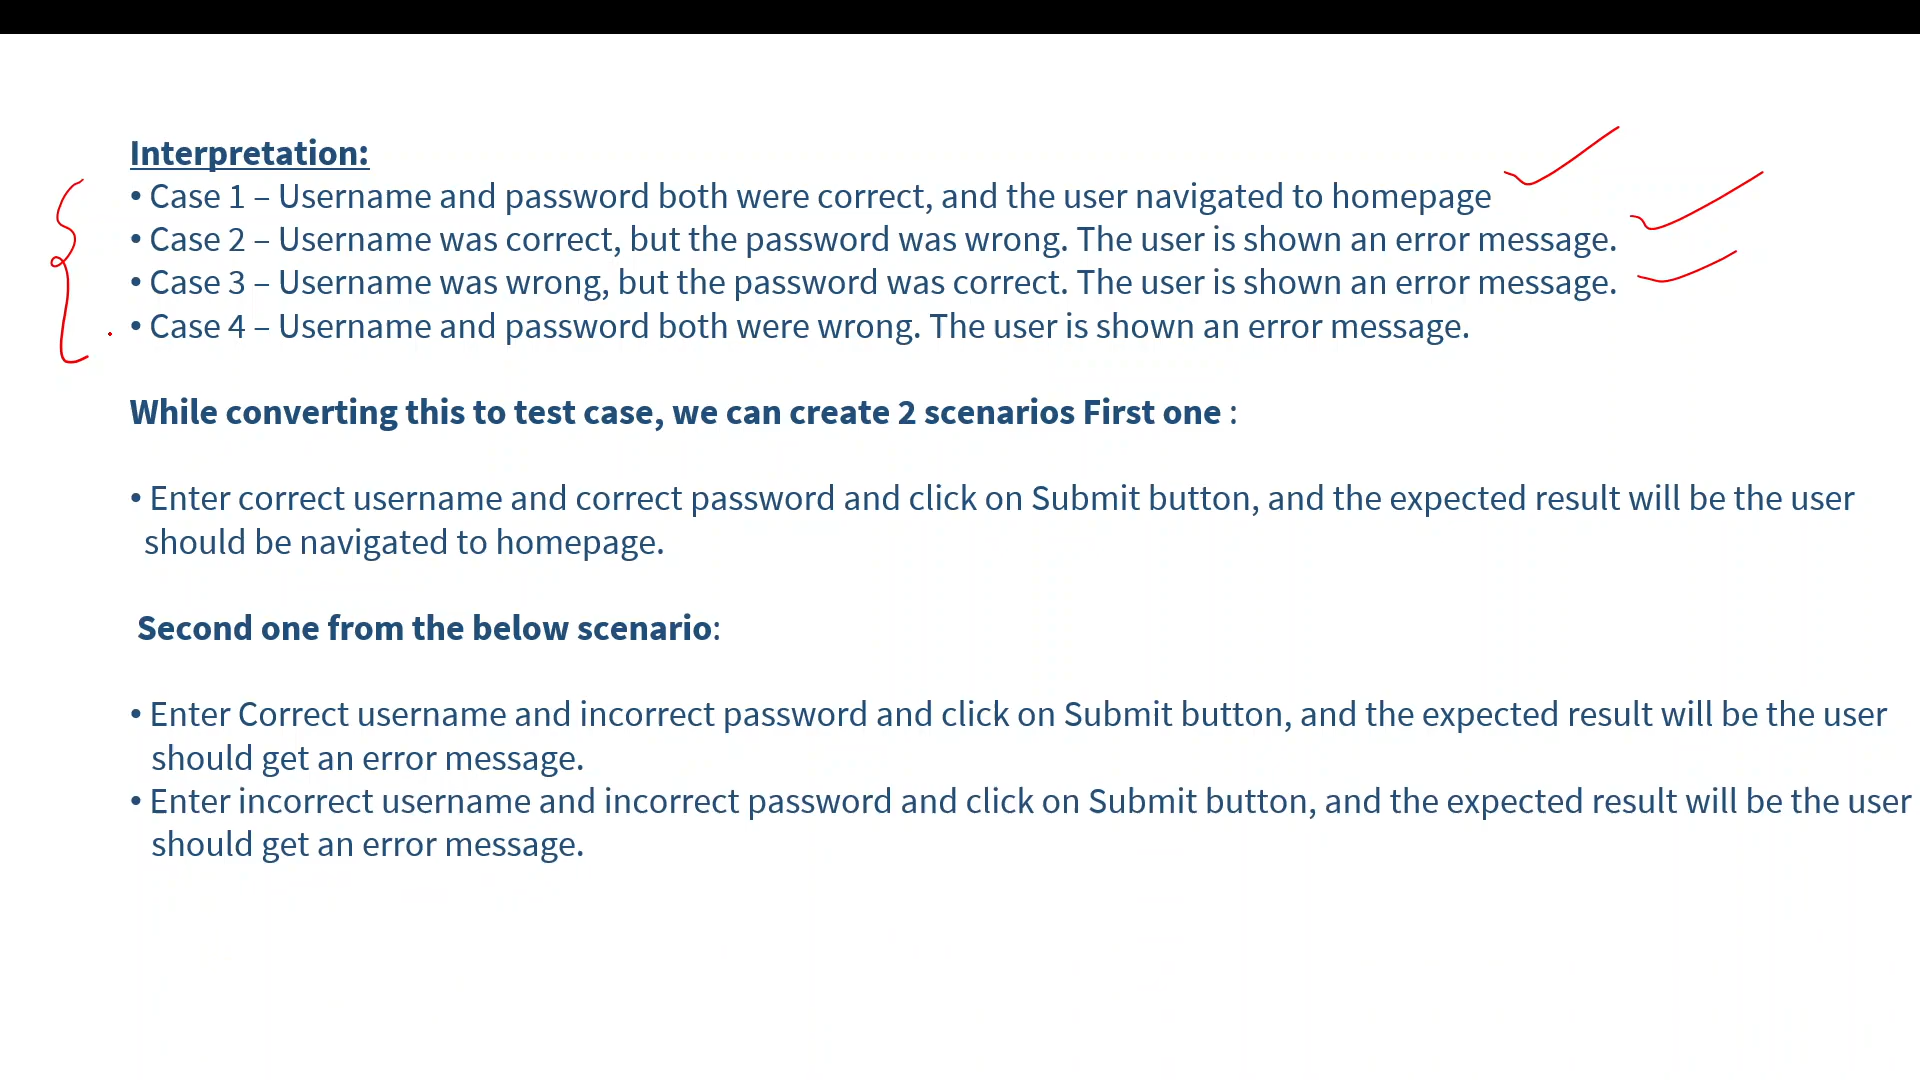 Interpretation:
• Case 1 – Username and password both were correct, and the user navigated to homepage
• Case 2 – Username was correct, but the password was wrong. The user is shown an error message.
• Case 3 – Username was wrong, but the password was correct. The user is shown an error message.
• Case 4 – Username and password both were wrong. The user is shown an error message.
While converting this to test case, we can create 2 scenarios First one :
• Enter correct username and correct password and click on Submit button, and the expected result will be the user
should be navigated to homepage.
Second one from the below scenario:
• Enter Correct username and incorrect password and click on Submit button, and the expected result will be the user
should get an error message.
• Enter incorrect username and incorrect password and click on Submit button, and the expected result will be the user
should get an error message.